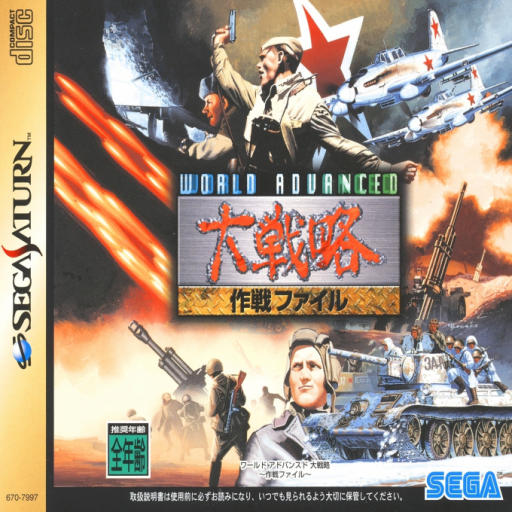 COMPACT
disc
SEGA SATURN™
670-7997
WORLD ADVANCED
大戦略
作戦ファイル
推奨年齢
全年齢
ワールド アドバンスド 大戦略
〜作戦ファイル〜
SEGA
取扱説明書は使用前に必ずお読みになり、いつでも見られるよう大切に保管してください。